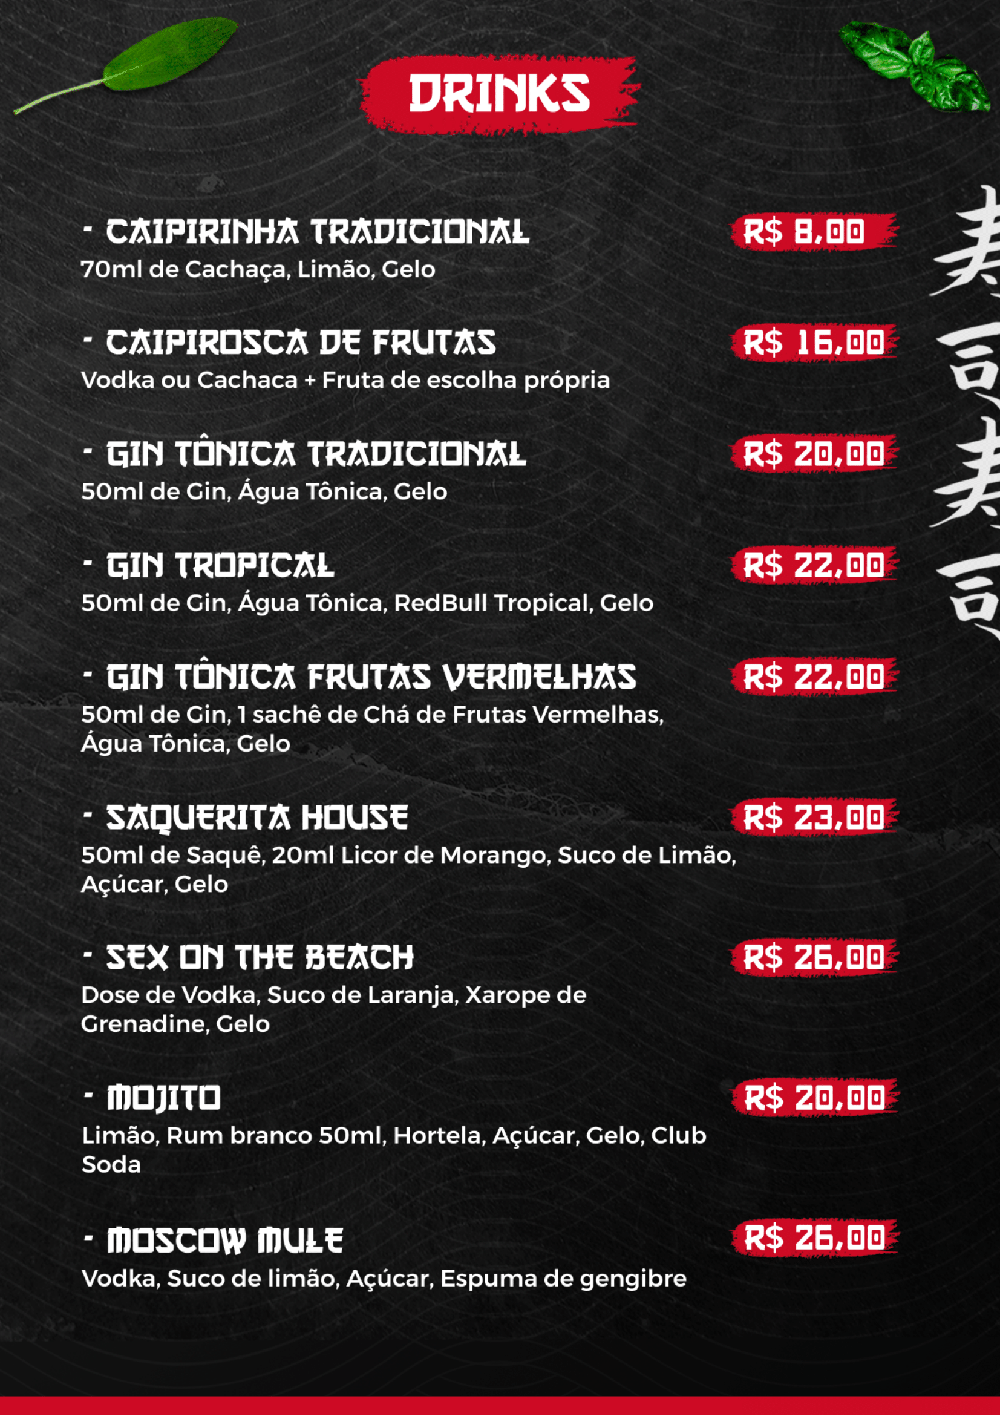 DRINKS
- CAIPIRINHA TRADICIONAL
R$ 8,00
70ml de Cachaça, Limão, Gelo
- CAIPIROSCA DE FRUTAS
R$ 16,00
Vodka ou Cachaca + Fruta de escolha própria
- GIN TÔNICA TRADICIONAL
R$ 20,00
50ml de Gin, Água Tônica, Gelo
- GIN TROPICAL
R$ 22,00
50ml de Gin, Água Tônica, RedBull Tropical, Gelo
- GIN TÔNICA FRUTAS VERMELHAS
R$ 22,00
50ml de Gin, 1 sachê de Chá de Frutas Vermelhas,
Água Tônica, Gelo
- SAQUERITA HOUSE
R$ 23,00
50ml de Saquê, 20ml Licor de Morango, Suco de Limão,
Açúcar, Gelo
- SEX ON THE BEACH
R$ 26,00
Dose de Vodka, Suco de Laranja, Xarope de
Grenadine, Gelo
- MOJITO
R$ 20,00
Limão, Rum branco 50ml, Hortela, Açúcar, Gelo, Club
Soda
- MOSCOW MULE
R$ 26,00
Vodka, Suco de limão, Açúcar, Espuma de gengibre
寿
司
寿
司